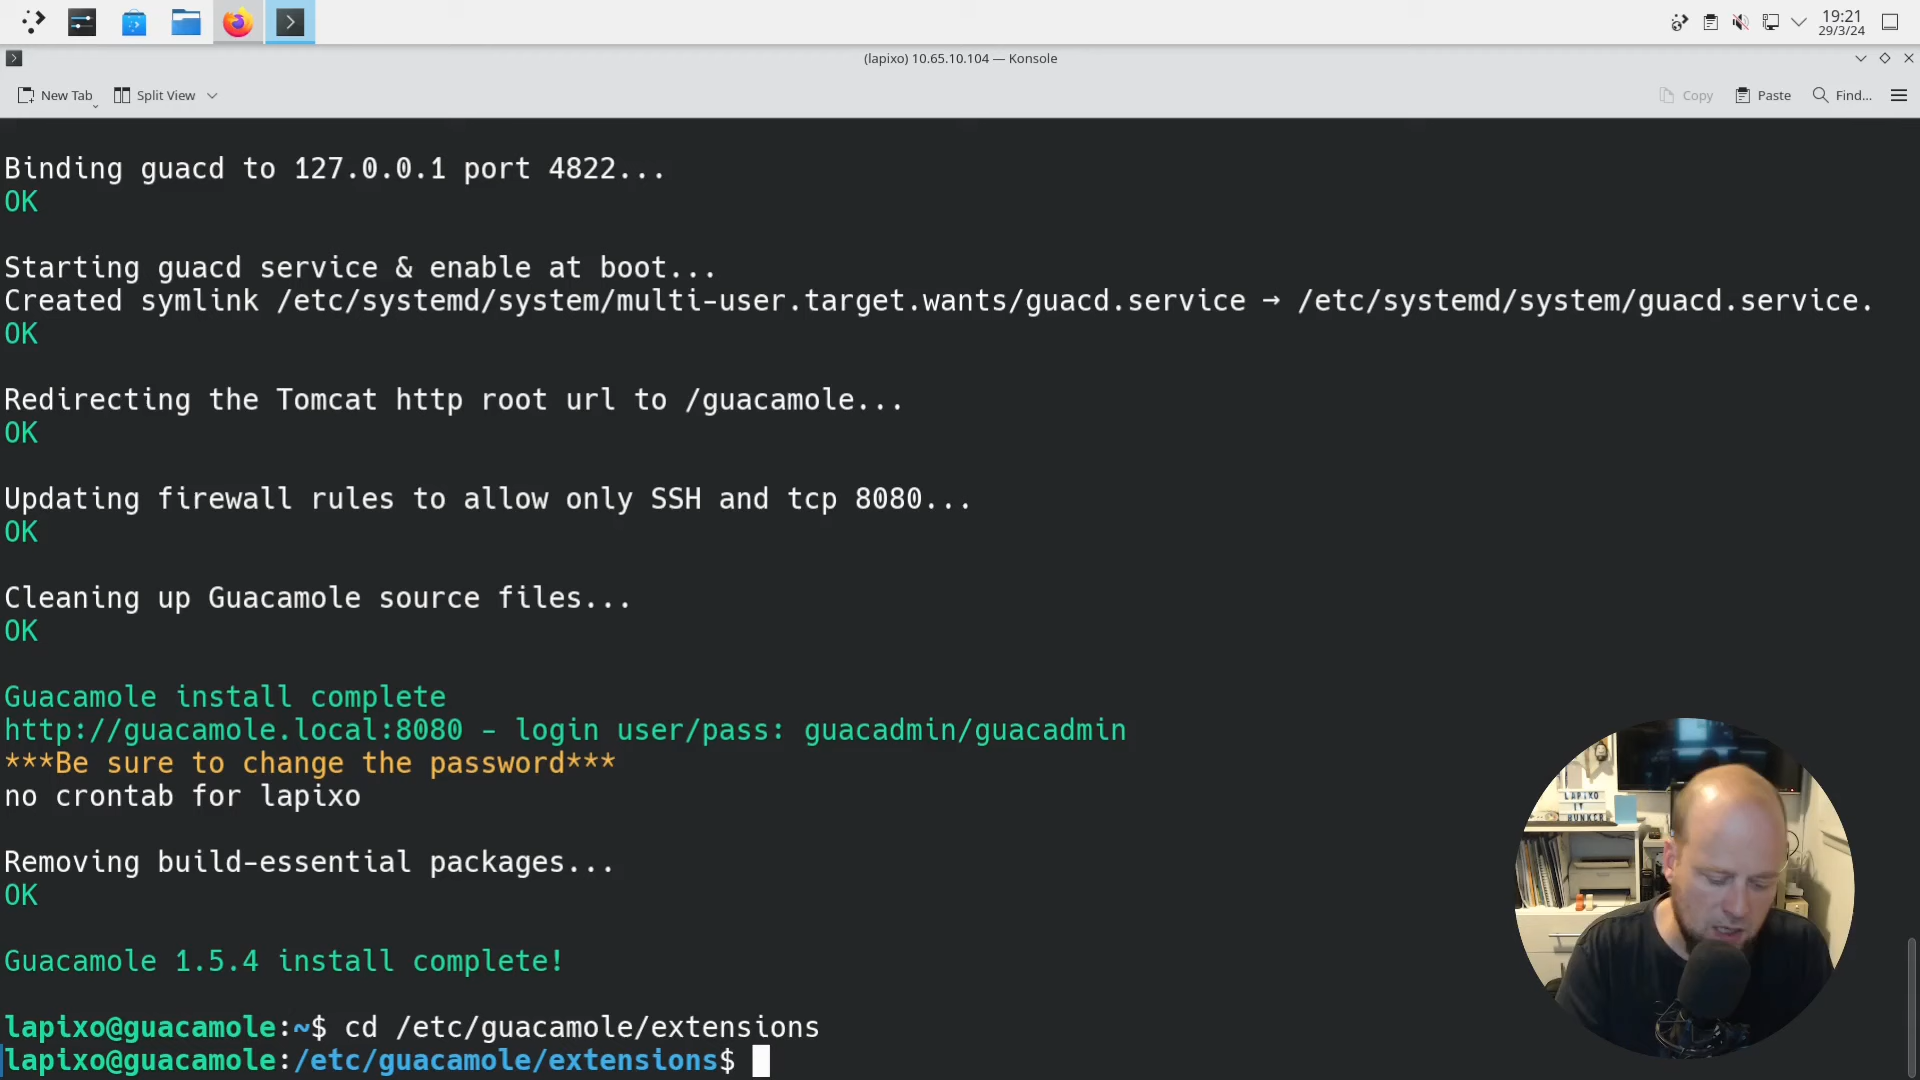 19:21
29/3/24
(lapixo) 10.65.10.104 — Konsole
New Tab
Split View
Copy
Paste
Find...
Binding guacd to 127.0.0.1 port 4822...
OK
Starting guacd service & enable at boot...
Created symlink /etc/systemd/system/multi-user.target.wants/guacd.service → /etc/systemd/system/guacd.service.
OK
Redirecting the Tomcat http root url to /guacamole...
OK
Updating firewall rules to allow only SSH and tcp 8080...
OK
Cleaning up Guacamole source files...
OK
Guacamole install complete
http://guacamole.local:8080 - login user/pass: guacadmin/guacadmin
***Be sure to change the password***
no crontab for lapixo
Removing build-essential packages...
OK
Guacamole 1.5.4 install complete!
lapixo@guacamole:~$ cd /etc/guacamole/extensions
lapixo@guacamole:/etc/guacamole/extensions$
LAPIXO
IT
BUNKER